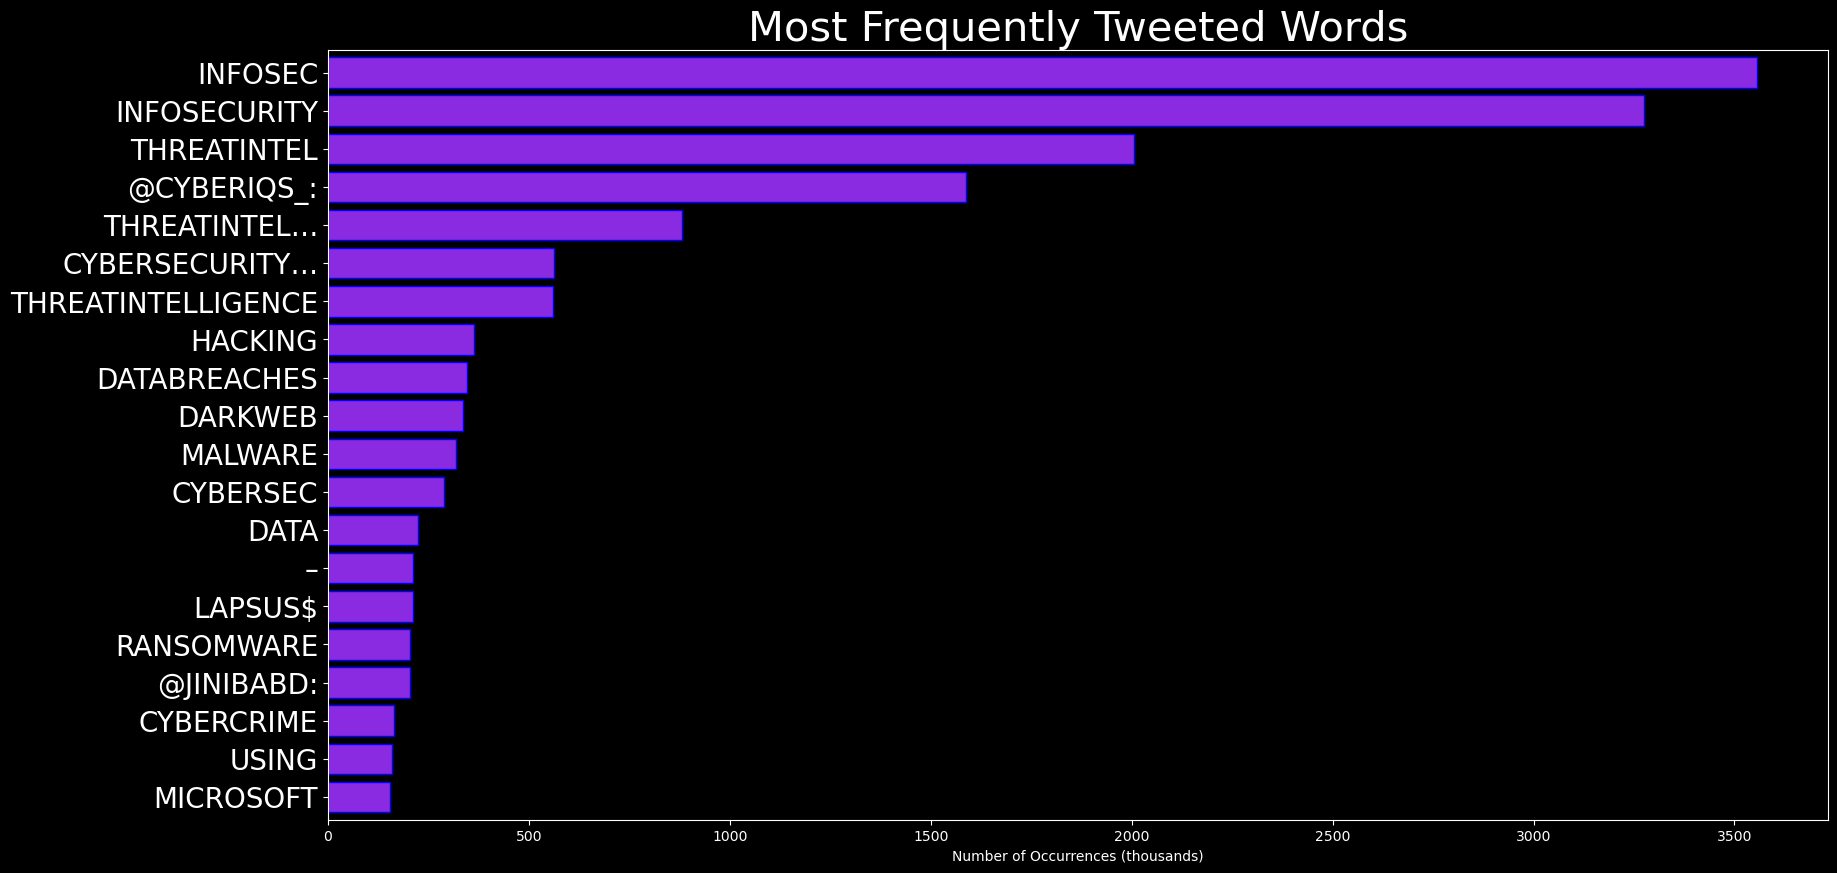 Most Frequently Tweeted Words
INFOSEC
INFOSECURITY
THREATINTEL
@CYBERIQS_:
THREATINTEL…
CYBERSECURITY…
THREATINTELLIGENCE
HACKING
DATABREACHES
DARKWEB
MALWARE
CYBERSEC
DATA
–
LAPSUS$
RANSOMWARE
@JINIBABD:
CYBERCRIME
USING
MICROSOFT
0 500 1000 1500 2000 2500 3000 3500
Number of Occurrences (thousands)